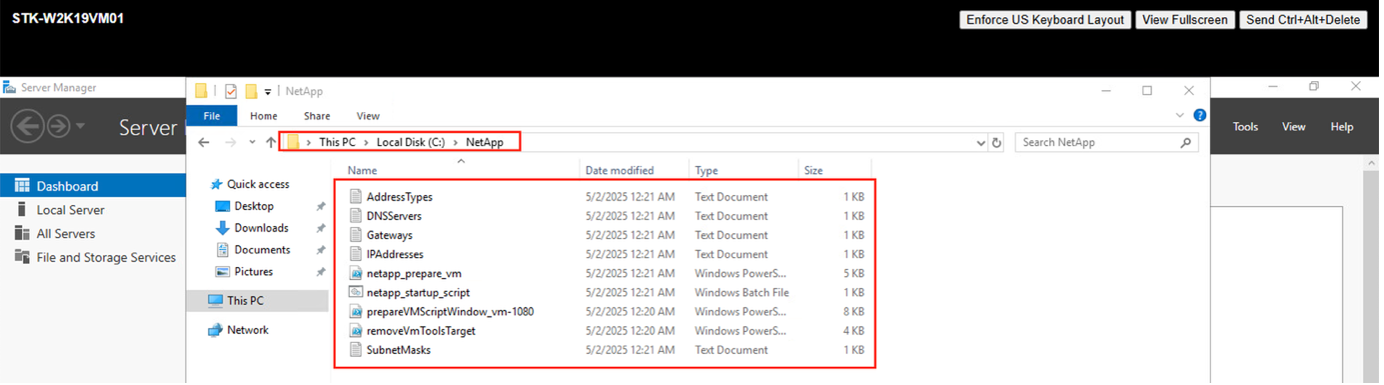 STK-W2K19VM01
Enforce US Keyboard Layout View Fullscreen Send Ctrl+Alt+Delete
Server Manager
NetApp
File Home Share View
Server
Tools View Help
This PC > Local Disk (C:) > NetApp
Search NetApp
Name Date modified Type Size
Dashboard
Local Server
All Servers
File and Storage Services
Quick access
Desktop
Downloads
Documents
Pictures
This PC
Network
AddressTypes 5/2/2025 12:21 AM Text Document 1 KB
DNSServers 5/2/2025 12:21 AM Text Document 1 KB
Gateways 5/2/2025 12:21 AM Text Document 1 KB
IPAddresses 5/2/2025 12:21 AM Text Document 1 KB
netapp_prepare_vm 5/2/2025 12:21 AM Windows PowerS... 5 KB
netapp_startup_script 5/2/2025 12:21 AM Windows Batch File 1 KB
prepareVMScriptWindow_vm-1080 5/2/2025 12:20 AM Windows PowerS... 8 KB
removeVmToolsTarget 5/2/2025 12:20 AM Windows PowerS... 4 KB
SubnetMasks 5/2/2025 12:21 AM Text Document 1 KB